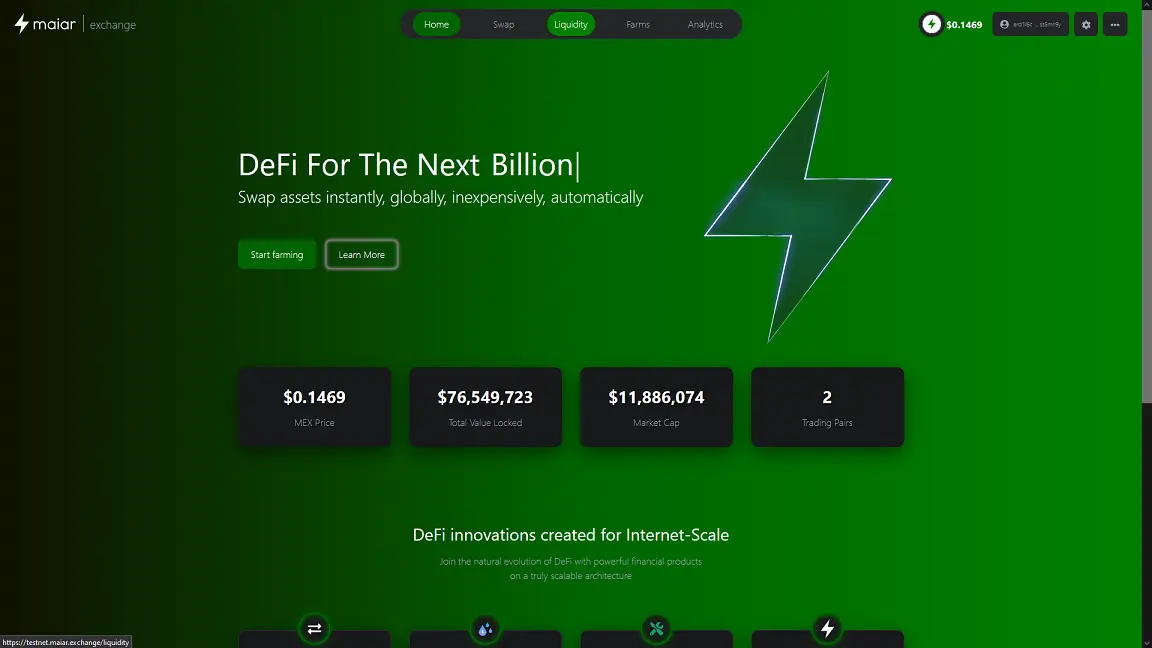 maiar | exchange
Home
Swap
Liquidity
Farms
Analytics
$0.1469
DeFi For The Next Billion|
Swap assets instantly, globally, inexpensively, automatically
Start farming
Learn More
$0.1469
MEX Price
$76,549,723
Total Value Locked
$11,886,074
Market Cap
2
Trading Pairs
DeFi innovations created for Internet-Scale
Join the natural evolution of DeFi with powerful financial products
on a truly scalable architecture
https://testnet.maiar.exchange/liquidity